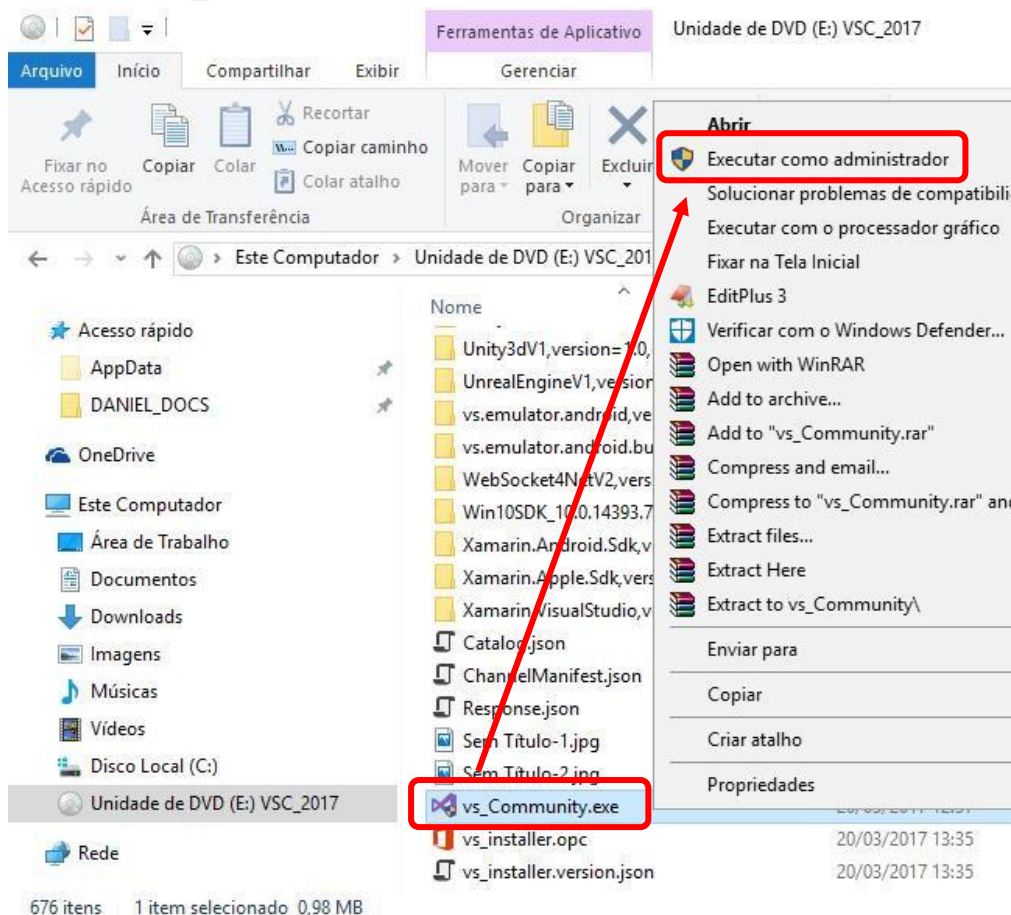 Ferramentas de Aplicativo
Unidade de DVD (E:) VSC_2017
Arquivo
Início
Compartilhar
Exibir
Gerenciar
Fixar no
Acesso rápido
Copiar
Colar
Recortar
Copiar caminho
Colar atalho
Mover
para
Copiar
para
Excluir
Área de Transferência
Organizar
Este Computador > Unidade de DVD (E:) VSC_201
Acesso rápido
AppData
DANIEL_DOCS
OneDrive
Este Computador
Área de Trabalho
Documentos
Downloads
Imagens
Músicas
Vídeos
Disco Local (C:)
Unidade de DVD (E:) VSC_2017
Rede
Nome
Unity3dV1,version=1.0,
UnrealEngineV1,version
vs.emulator.android,ve
vs.emulator.android.bu
WebSocket4NetV2,vers
Win10SDK_10.0.14393.7
Xamarin.Android.Sdk,v
Xamarin.Apple.Sdk,vers
Xamarin.VisualStudio,v
Catalog.json
ChannelManifest.json
Response.json
Sem Título-1.jpg
Sem Título-2.jpg
vs_Community.exe
vs_installer.opc
20/03/2017 13:35
vs_installer.version.json
20/03/2017 13:35
Abrir
Executar como administrador
Solucionar problemas de compatibili
Executar com o processador gráfico
Fixar na Tela Inicial
EditPlus 3
Verificar com o Windows Defender...
Open with WinRAR
Add to archive...
Add to "vs_Community.rar"
Compress and email...
Compress to "vs_Community.rar" and
Extract files...
Extract Here
Extract to vs_Community\
Enviar para
Copiar
Criar atalho
Propriedades
676 itens
1 item selecionado 0,98 MB